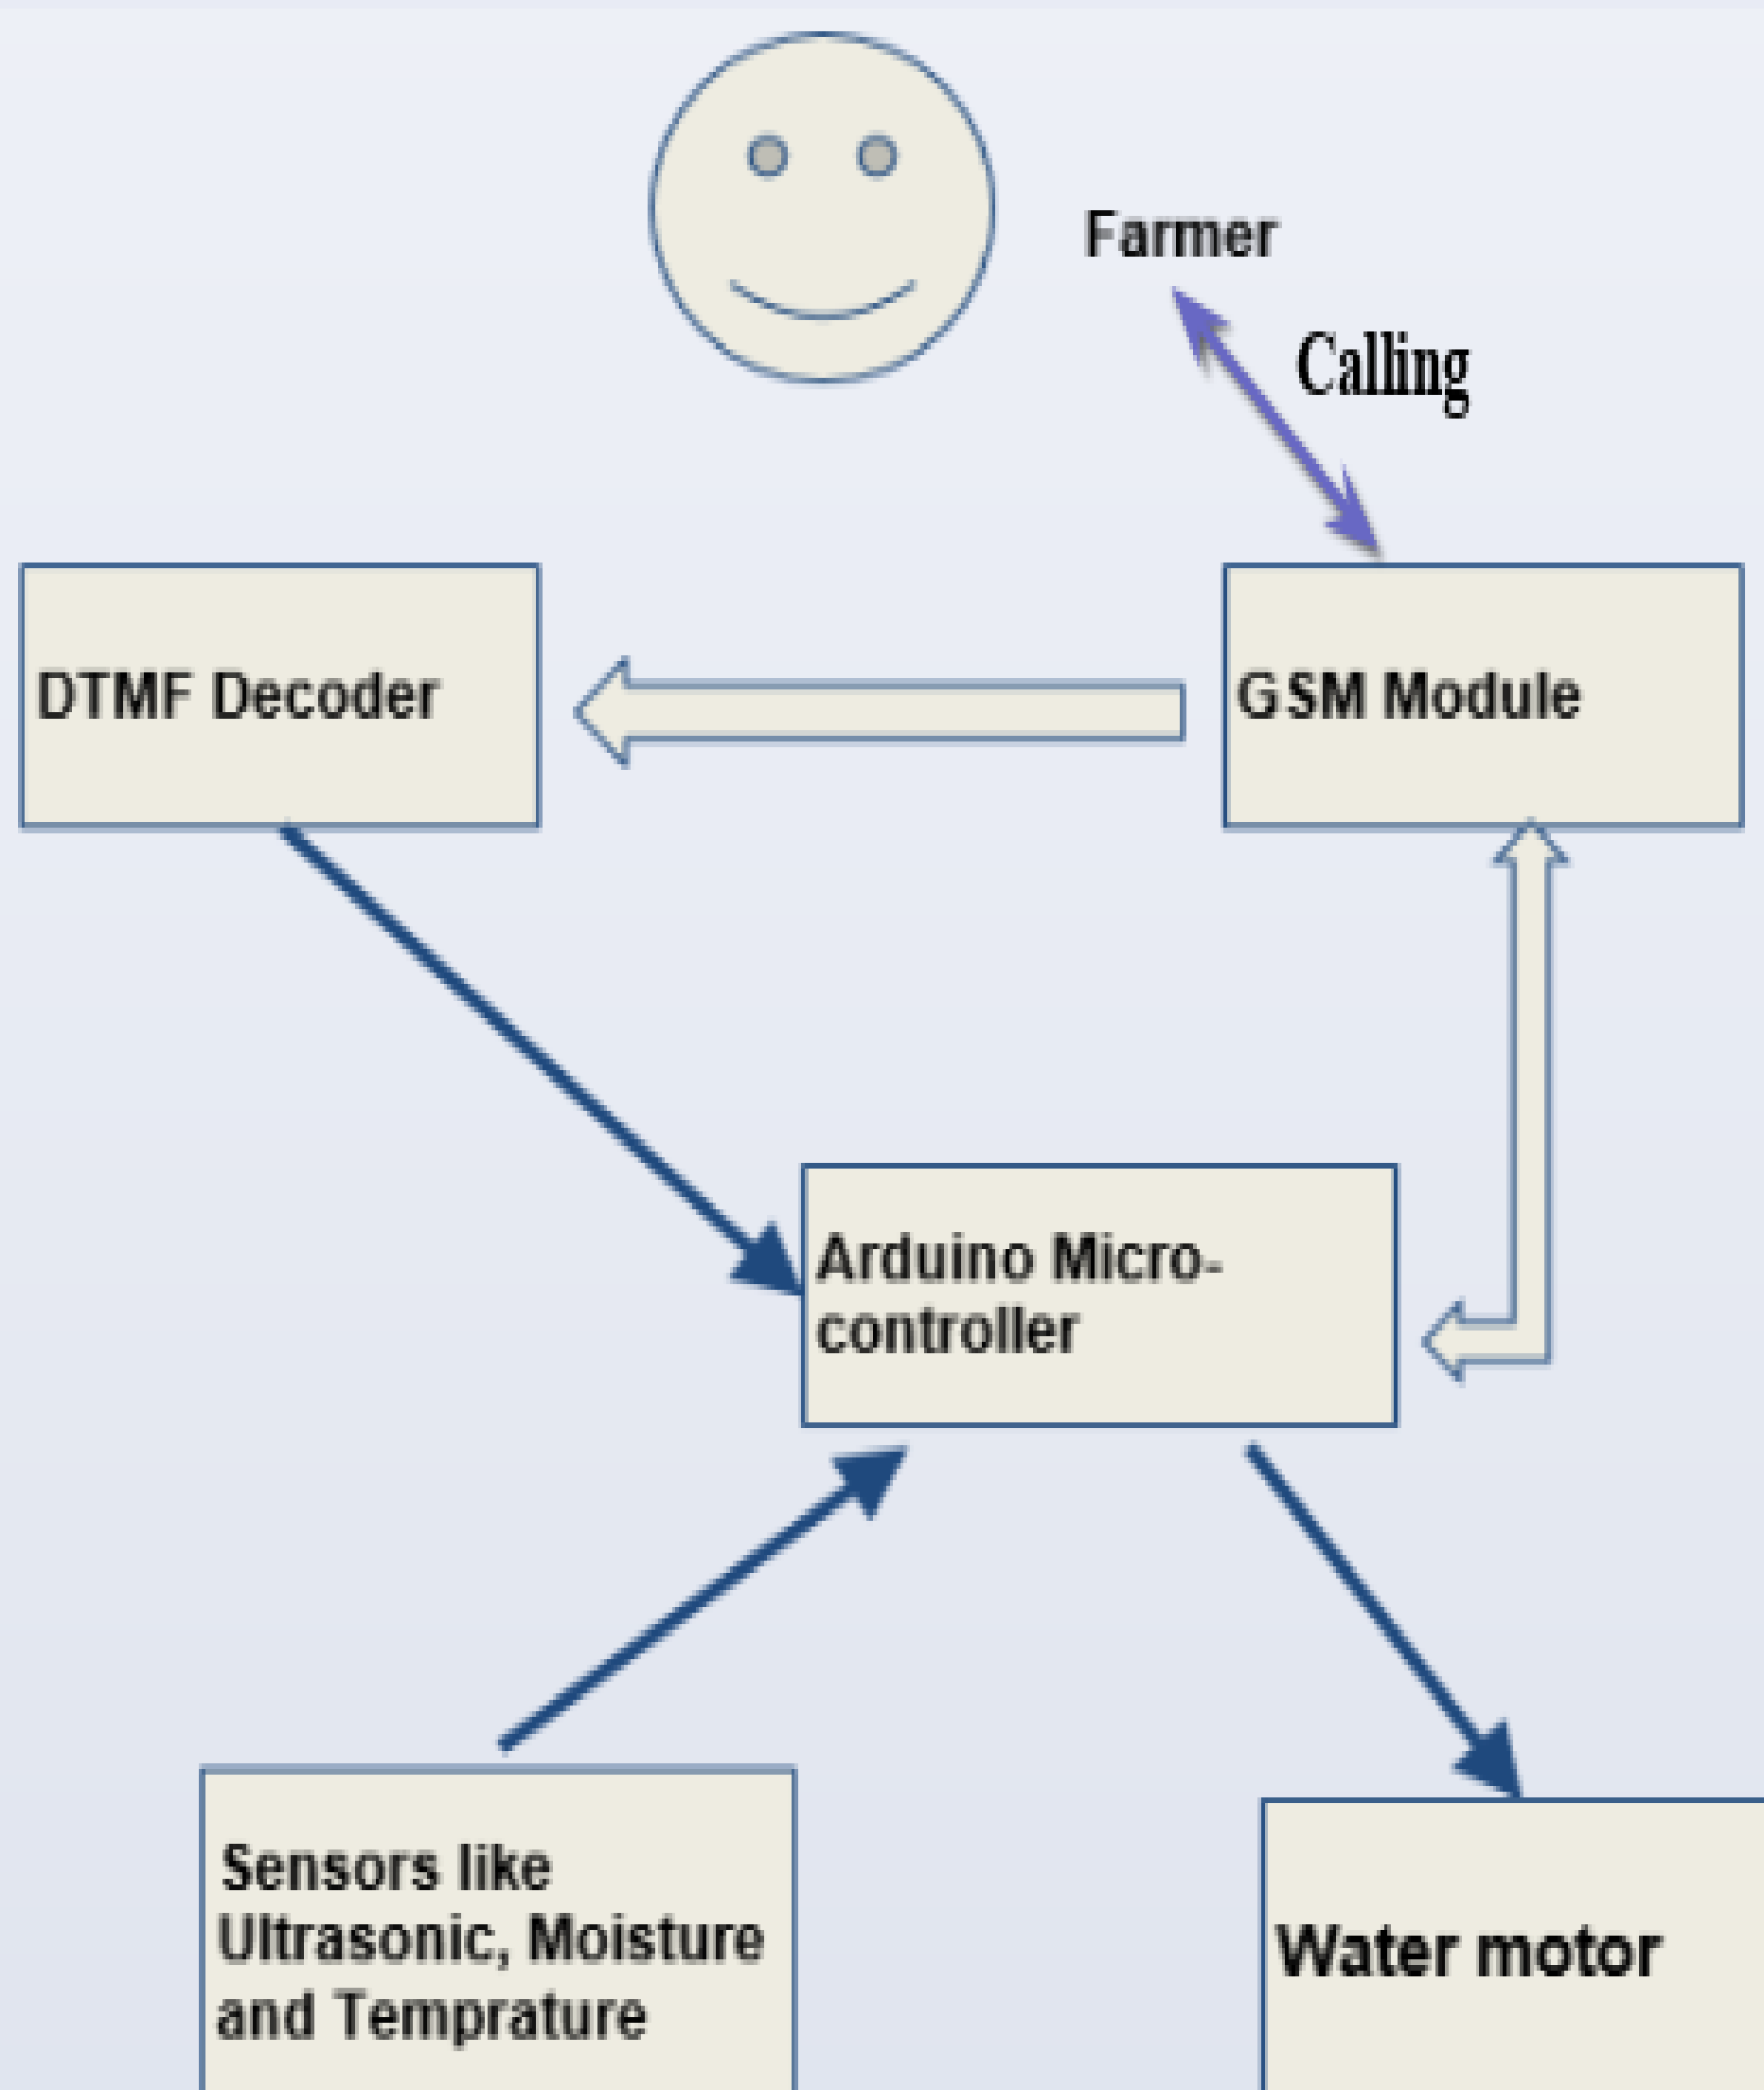 Farmer
Calling
DTMF Decoder
GSM Module
Arduino Micro-
controller
Sensors like
Ultrasonic, Moisture
and Temprature
Water motor